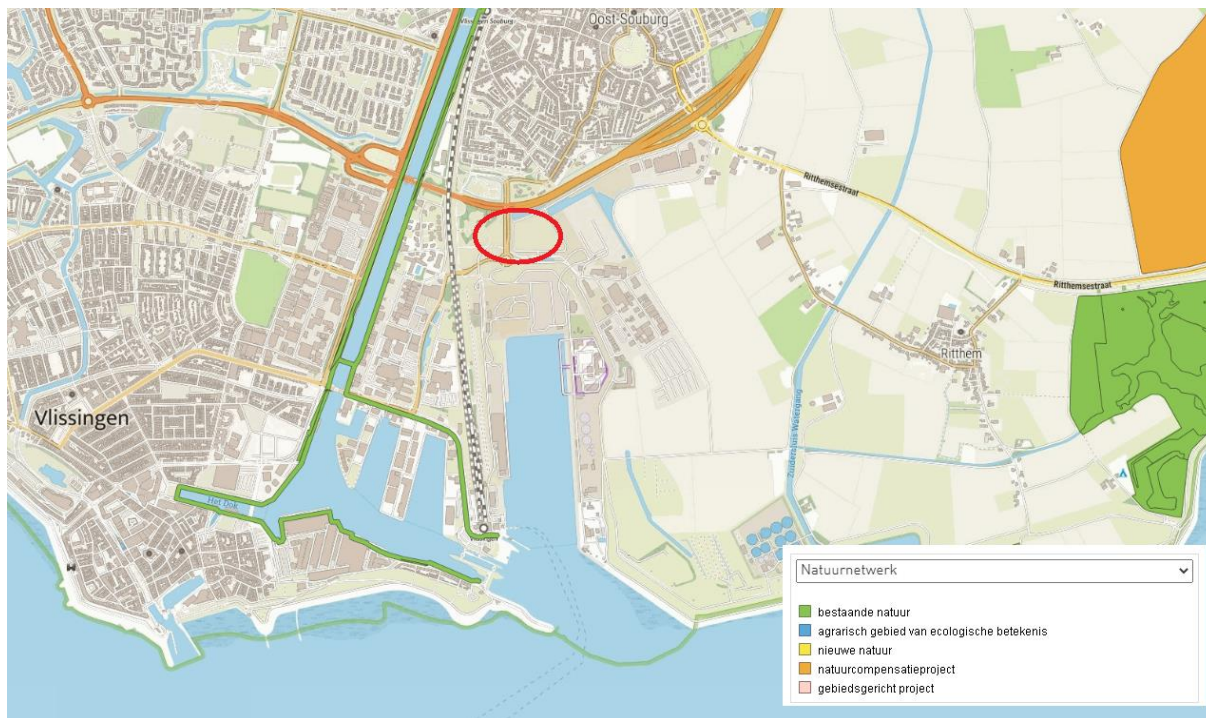 Vlissingen Souburg
Oost-Souburg
Ritthemsestraat
Ritthemsestraat
Ritthem
Vlissingen
Zuidersluis Watergang
Het Dok
Natuurnetwerk
bestaande natuur
agrarisch gebied van ecologische betekenis
nieuwe natuur
natuurcompensatieproject
gebiedsgericht project